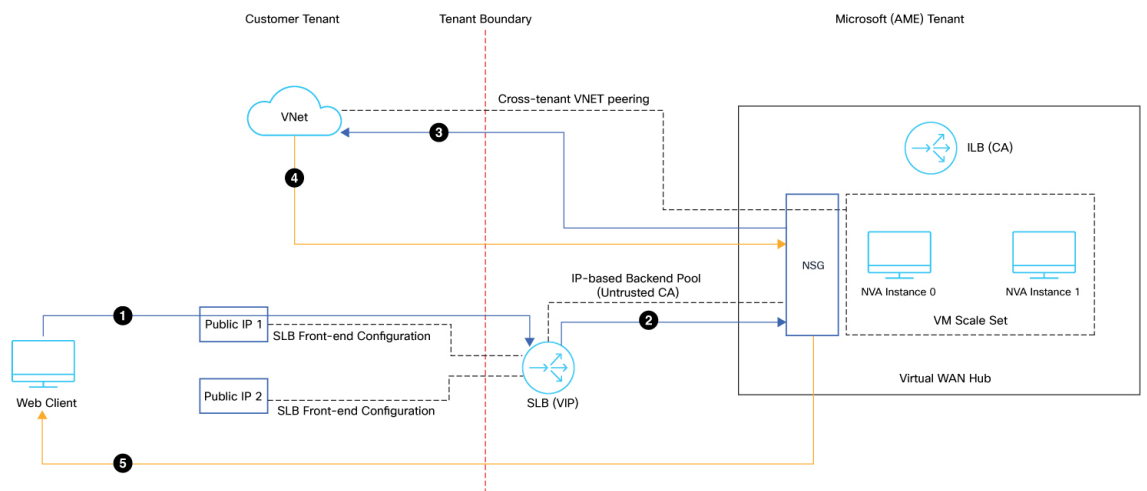 Customer Tenant
Tenant Boundary
Microsoft (AME) Tenant
Cross-tenant VNET peering
VNet
3
ILB (CA)
4
NSG
NVA Instance 0
NVA Instance 1
VM Scale Set
IP-based Backend Pool
(Untrusted CA)
1
Public IP 1
2
SLB Front-end Configuration
Virtual WAN Hub
Web Client
Public IP 2
SLB (VIP)
SLB Front-end Configuration
5